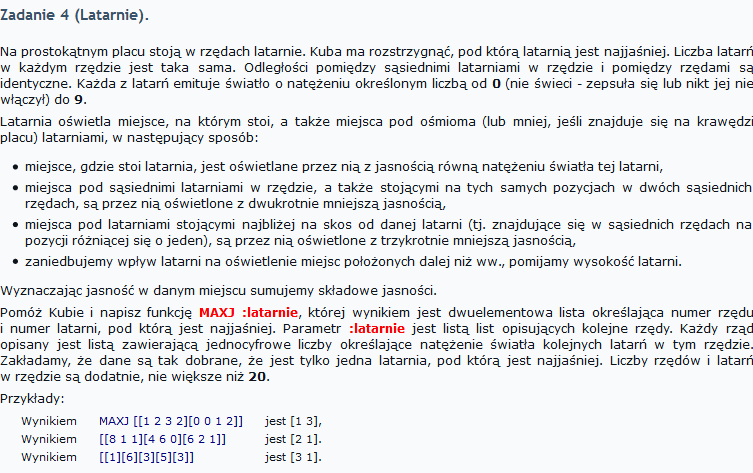 Zadanie 4 (Latarnie).
Na prostokątnym placu stoją w rzędach latarnie. Kuba ma rozstrzygnąć, pod którą latarnią jest najjaśniej. Liczba latarń
w każdym rzędzie jest taka sama. Odległości pomiędzy sąsiednimi latarniami w rzędzie i pomiędzy rzędami są
identyczne. Każda z latarń emituje światło o natężeniu określonym liczbą od 0 (nie świeci - zepsuła się lub nikt jej nie
włączył) do 9.
Latarnia oświetla miejsce, na którym stoi, a także miejsca pod ośmioma (lub mniej, jeśli znajduje się na krawędzi
placu) latarniami, w następujący sposób:
• miejsce, gdzie stoi latarnia, jest oświetlane przez nią z jasnością równą natężeniu światła tej latarni,
• miejsca pod sąsiednimi latarniami w rzędzie, a także stojącymi na tych samych pozycjach w dwóch sąsiednich
rzędach, są przez nią oświetlone z dwukrotnie mniejszą jasnością,
• miejsca pod latarniami stojącymi najbliżej na skos od danej latarni (tj. znajdujące się w sąsiednich rzędach na
pozycji różniącej się o jeden), są przez nią oświetlone z trzykrotnie mniejszą jasnością,
• zaniedbujemy wpływ latarni na oświetlenie miejsc położonych dalej niż ww., pomijamy wysokość latarni.
Wyznaczając jasność w danym miejscu sumujemy składowe jasności.
Pomóż Kubie i napisz funkcję MAXJ :latarnie, której wynikiem jest dwuelementowa lista określająca numer rzędu
i numer latarni, pod którą jest najjaśniej. Parametr :latarnie jest listą list opisujących kolejne rzędy. Każdy rząd
opisany jest listą zawierającą jednocyfrowe liczby określające natężenie światła kolejnych latarń w tym rzędzie.
Zakładamy, że dane są tak dobrane, że jest tylko jedna latarnia, pod którą jest najjaśniej. Liczby rzędów i latarń
w rzędzie są dodatnie, nie większe niż 20.
Przykłady:
Wynikiem MAXJ [[1 2 3 2][0 0 1 2]] jest [1 3],
Wynikiem [[8 1 1][4 6 0][6 2 1]] jest [2 1].
Wynikiem [[1][6][3][5][3]] jest [3 1].